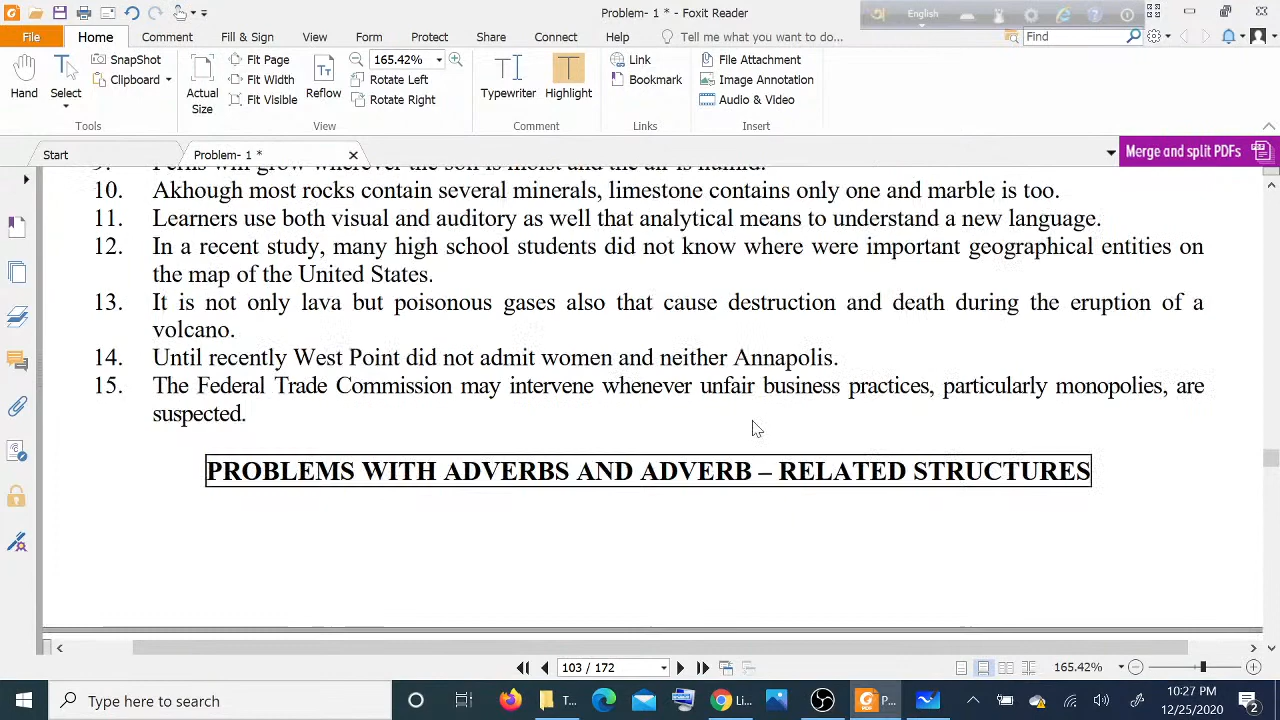 Problem- 1 * - Foxit Reader
English
File
Home
Comment
Fill & Sign
View
Form
Protect
Share
Connect
Help
Tell me what you want to do...
Find
Hand
Select
SnapShot
Clipboard
Tools
Actual Size
Fit Page
Fit Width
Fit Visible
Reflow
165.42%
Rotate Left
Rotate Right
View
Typewriter
Highlight
Comment
Link
Bookmark
Links
File Attachment
Image Annotation
Audio & Video
Insert
Start
Problem- 1 *
Merge and split PDFs
10. Akhough most rocks contain several minerals, limestone contains only one and marble is too.
11. Learners use both visual and auditory as well that analytical means to understand a new language.
12. In a recent study, many high school students did not know where were important geographical entities on
the map of the United States.
13. It is not only lava but poisonous gases also that cause destruction and death during the eruption of a
volcano.
14. Until recently West Point did not admit women and neither Annapolis.
15. The Federal Trade Commission may intervene whenever unfair business practices, particularly monopolies, are
suspected.
PROBLEMS WITH ADVERBS AND ADVERB – RELATED STRUCTURES
103 / 172
165.42%
Type here to search
T...
Li...
P...
10:27 PM
12/25/2020
2